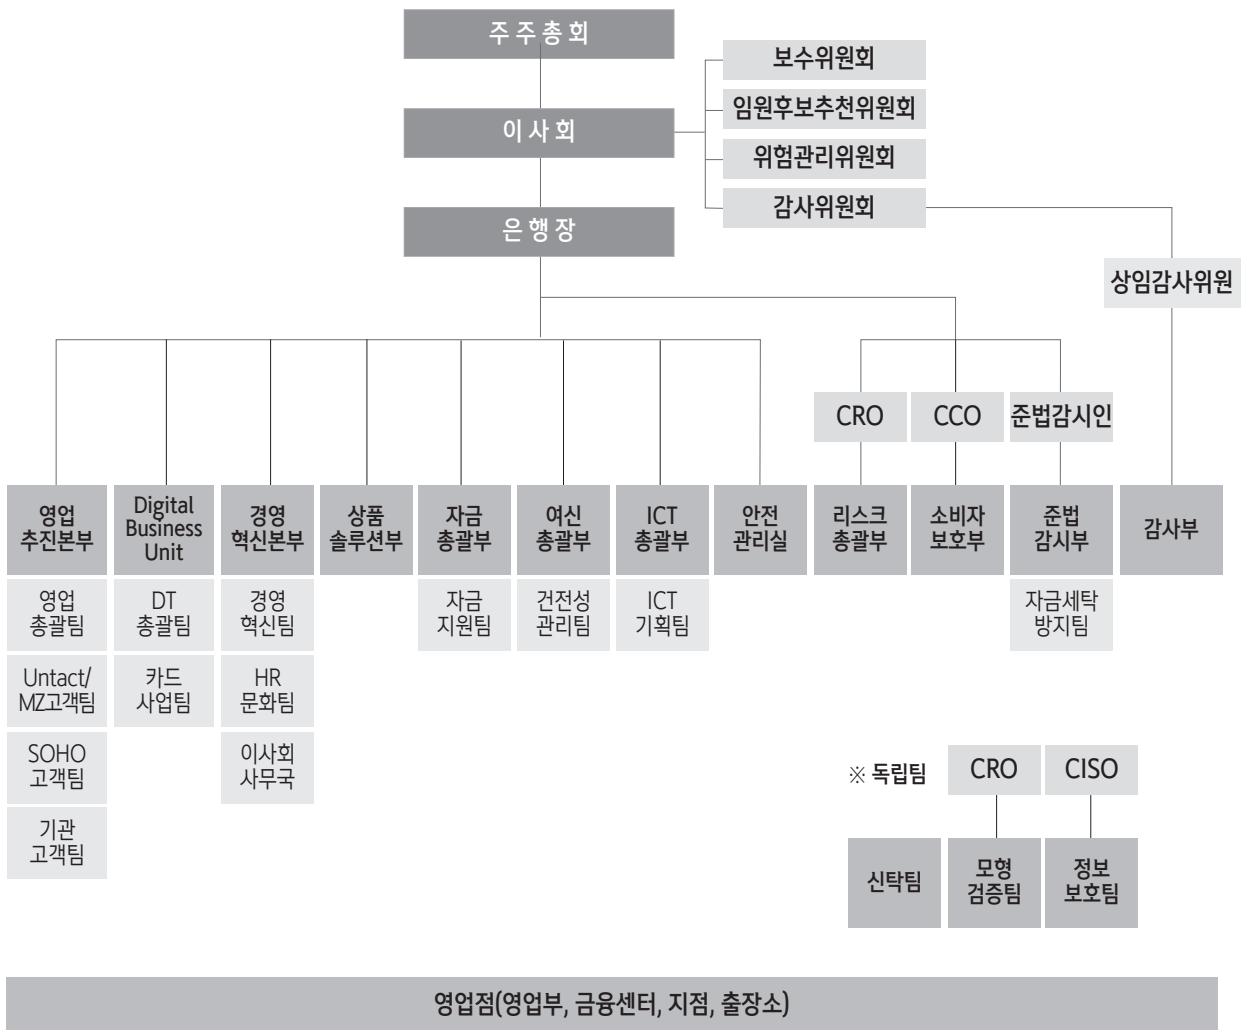 주 주 총 회
이 사 회
은 행 장
보수위원회
임원후보추천위원회
위험관리위원회
감사위원회
상임감사위원
CRO
CCO
준법감시인
영업
추진본부
Digital
Business
Unit
경영
혁신본부
상품
솔루션부
자금
총괄부
여신
총괄부
ICT
총괄부
안전
관리실
리스크
총괄부
소비자
보호부
준법
감시부
감사부
영업
총괄팀
DT
총괄팀
경영
혁신팀
자금
지원팀
건전성
관리팀
ICT
기획팀
자금세탁
방지팀
Untact/
MZ고객팀
카드
사업팀
HR
문화팀
SOHO
고객팀
이사회
사무국
기관
고객팀
※ 독립팀
CRO
CISO
신탁팀
모형
검증팀
정보
보호팀
영업점(영업부, 금융센터, 지점, 출장소)